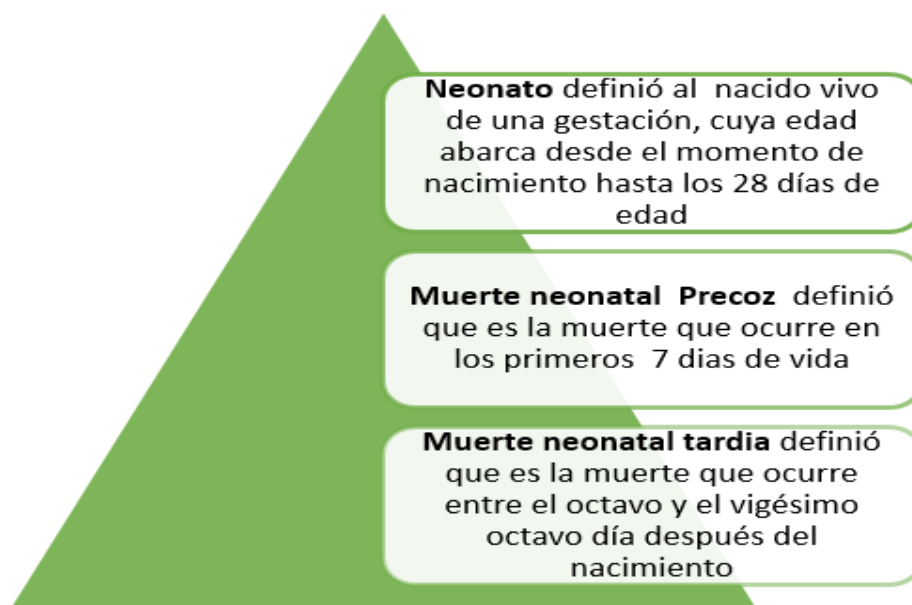 Neonato definió al nacido vivo
de una gestación, cuya edad
abarca desde el momento de
nacimiento hasta los 28 días de
edad
Muerte neonatal Precoz definió
que es la muerte que ocurre en
los primeros 7 dias de vida
Muerte neonatal tardia definió
que es la muerte que ocurre
entre el octavo y el vigésimo
octavo día después del
nacimiento